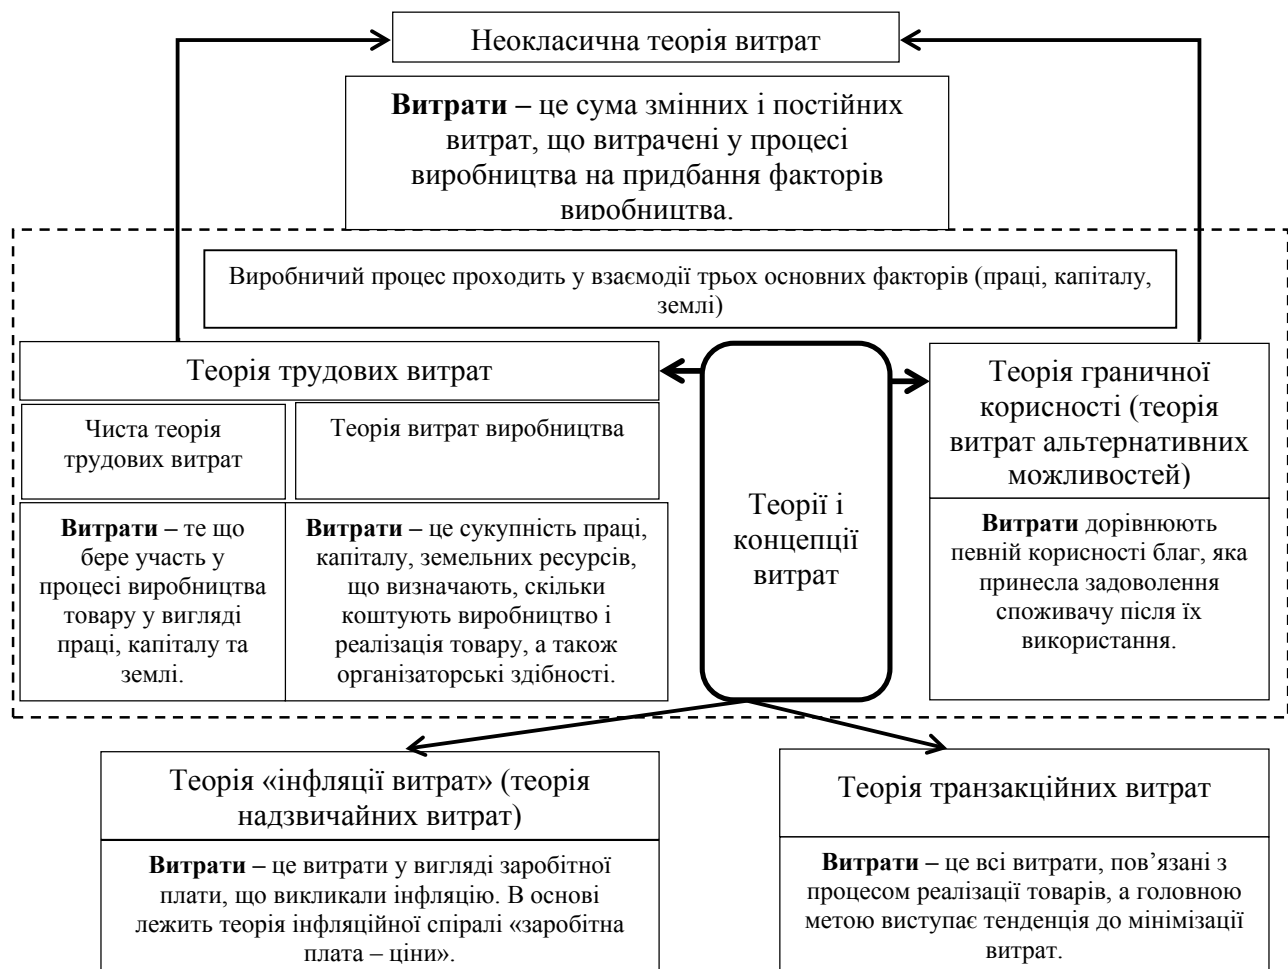 Неокласична теорія витрат
Витрати – це сума змінних і постійних
витрат, що витрачені у процесі
виробництва на придбання факторів
виробництва.
Виробничий процес проходить у взаємодії трьох основних факторів (праці, капіталу,
землі)
Теорія трудових витрат
Чиста теорія
трудових витрат
Теорія витрат виробництва
Витрати – те що
бере участь у
процесі виробництва
товару у вигляді
праці, капіталу та
землі.
Витрати – це сукупність праці,
капіталу, земельних ресурсів,
що визначають, скільки
коштують виробництво і
реалізація товару, а також
організаторські здібності.
Теорії і
концепції
витрат
Теорія граничної
корисності (теорія
витрат альтернативних
можливостей)
Витрати дорівнюють
певній корисності благ, яка
принесла задоволення
споживачу після їх
використання.
Теорія «інфляції витрат» (теорія
надзвичайних витрат)
Витрати – це витрати у вигляді заробітної
плати, що викликали інфляцію. В основі
лежить теорія інфляційної спіралі «заробітна
плата – ціни».
Теорія транзакційних витрат
Витрати – це всі витрати, пов’язані з
процесом реалізації товарів, а головною
метою виступає тенденція до мінімізації
витрат.